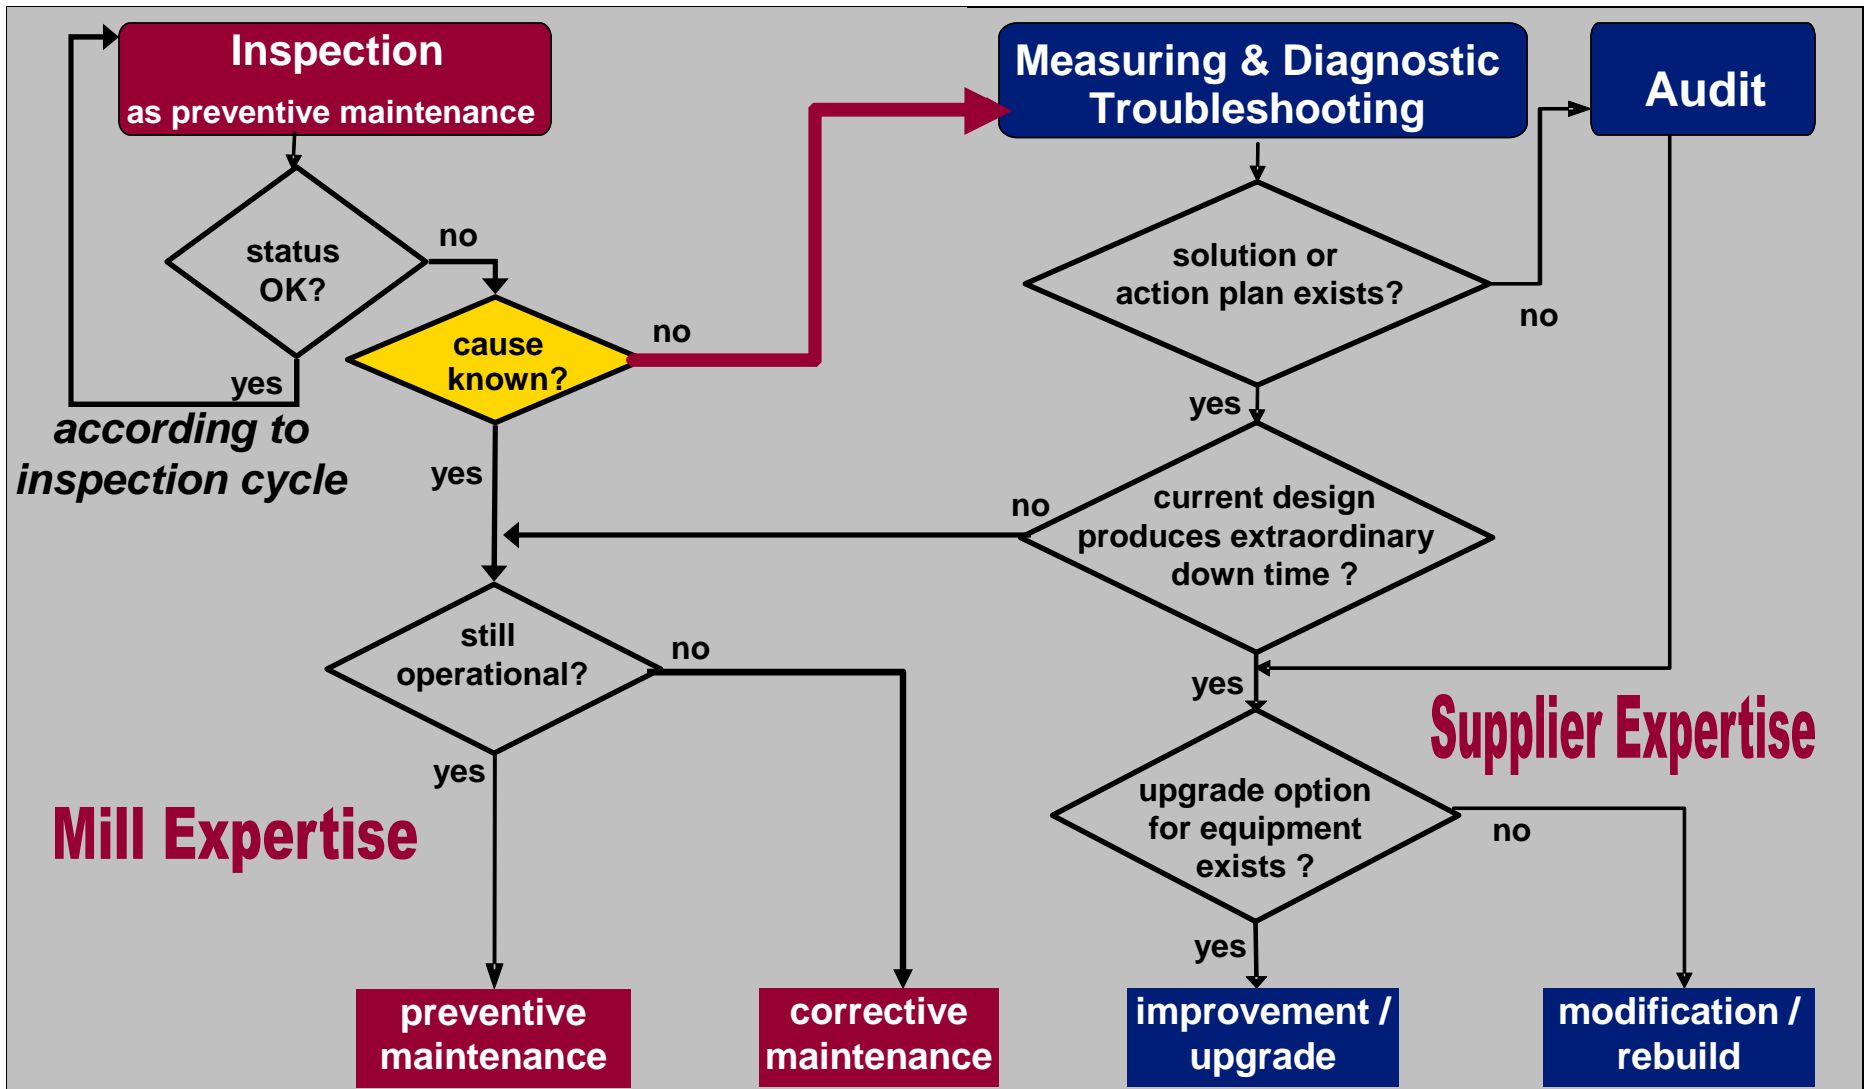 Inspection
as preventive maintenance
Measuring & Diagnostic
Troubleshooting
Audit
status
OK?
no
yes
according to
inspection cycle
cause
known?
no
yes
solution or
action plan exists?
no
yes
current design
produces extraordinary
down time ?
no
yes
still
operational?
no
yes
Supplier Expertise
Mill Expertise
upgrade option
for equipment
exists ?
no
yes
preventive
maintenance
corrective
maintenance
improvement /
upgrade
modification /
rebuild